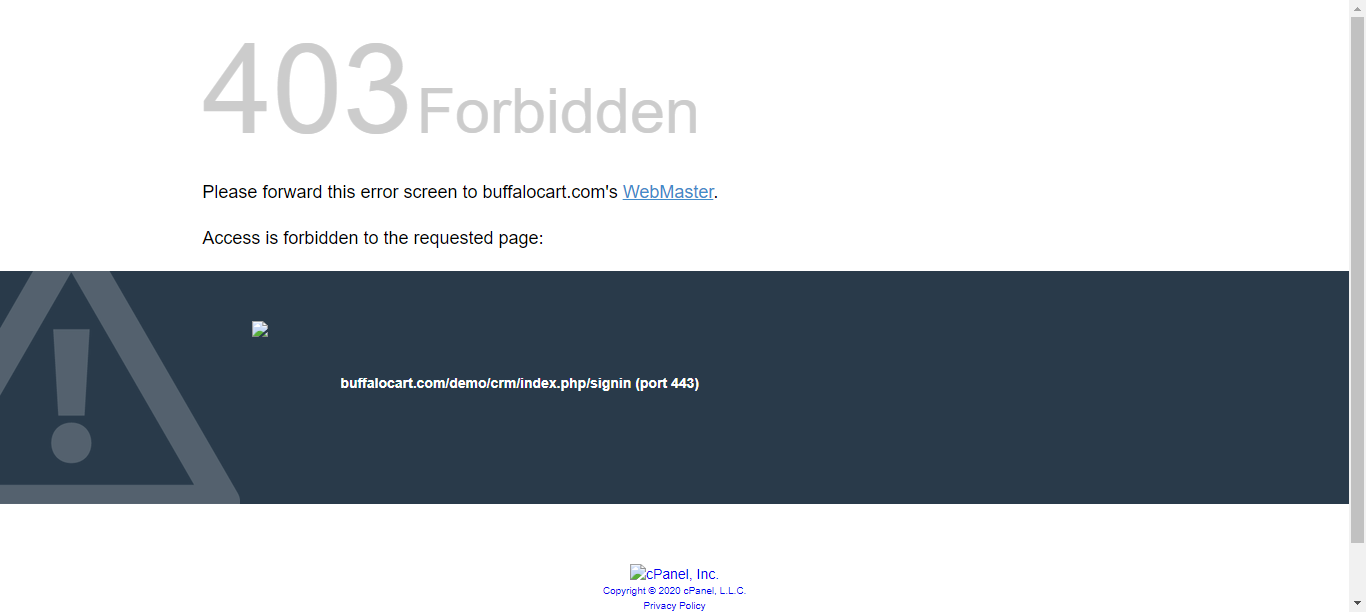 403 Forbidden
Please forward this error screen to buffalocart.com's WebMaster.
Access is forbidden to the requested page:
buffalocart.com/demo/crm/index.php/signin (port 443)
cPanel, Inc.
Copyright © 2020 cPanel, L.L.C.
Privacy Policy